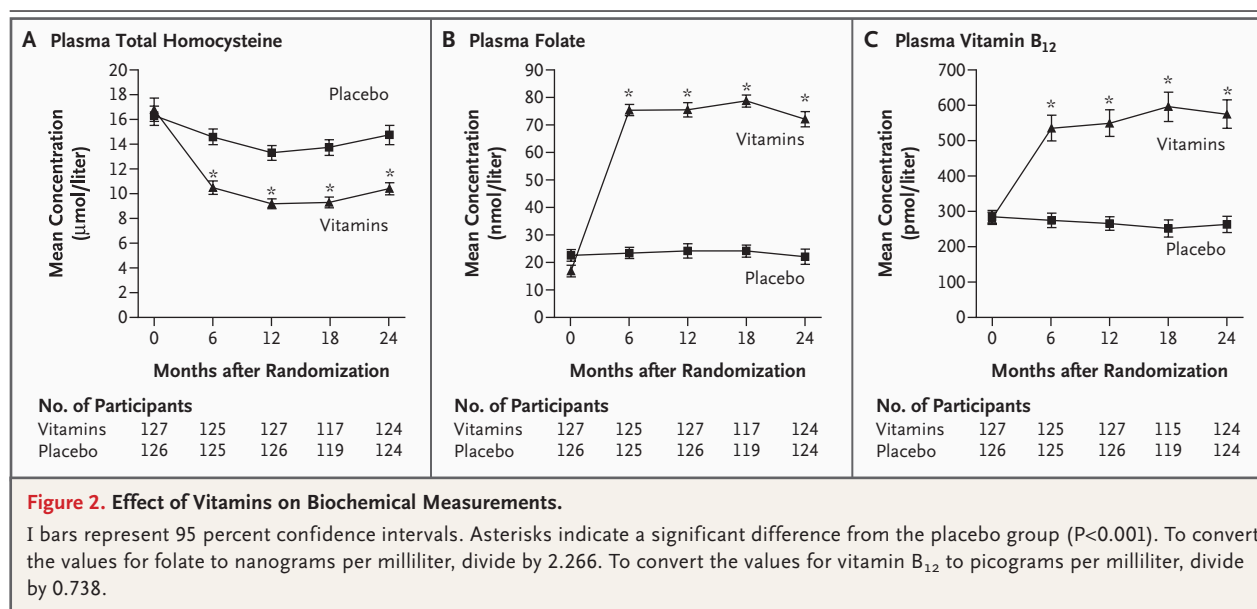 A Plasma Total Homocysteine
Mean Concentration
(μmol/liter)
20
18
16
14
12
10
8
6
4
2
0
Placebo
*
*
*
*
Vitamins
0 6 12 18 24
Months after Randomization
No. of Participants
Vitamins 127 125 127 117 124
Placebo 126 125 126 119 124
B Plasma Folate
Mean Concentration
(nmol/liter)
90
80
70
60
50
40
30
20
10
0
*
*
*
*
Vitamins
Placebo
0 6 12 18 24
Months after Randomization
No. of Participants
Vitamins 127 125 127 117 124
Placebo 126 125 126 119 124
C Plasma Vitamin B12
Mean Concentration
(pmol/liter)
700
600
500
400
300
200
100
0
*
*
*
*
Vitamins
Placebo
0 6 12 18 24
Months after Randomization
No. of Participants
Vitamins 127 125 127 115 124
Placebo 126 125 126 119 124
Figure 2. Effect of Vitamins on Biochemical Measurements.
I bars represent 95 percent confidence intervals. Asterisks indicate a significant difference from the placebo group (P<0.001). To convert
the values for folate to nanograms per milliliter, divide by 2.266. To convert the values for vitamin B12 to picograms per milliliter, divide
by 0.738.